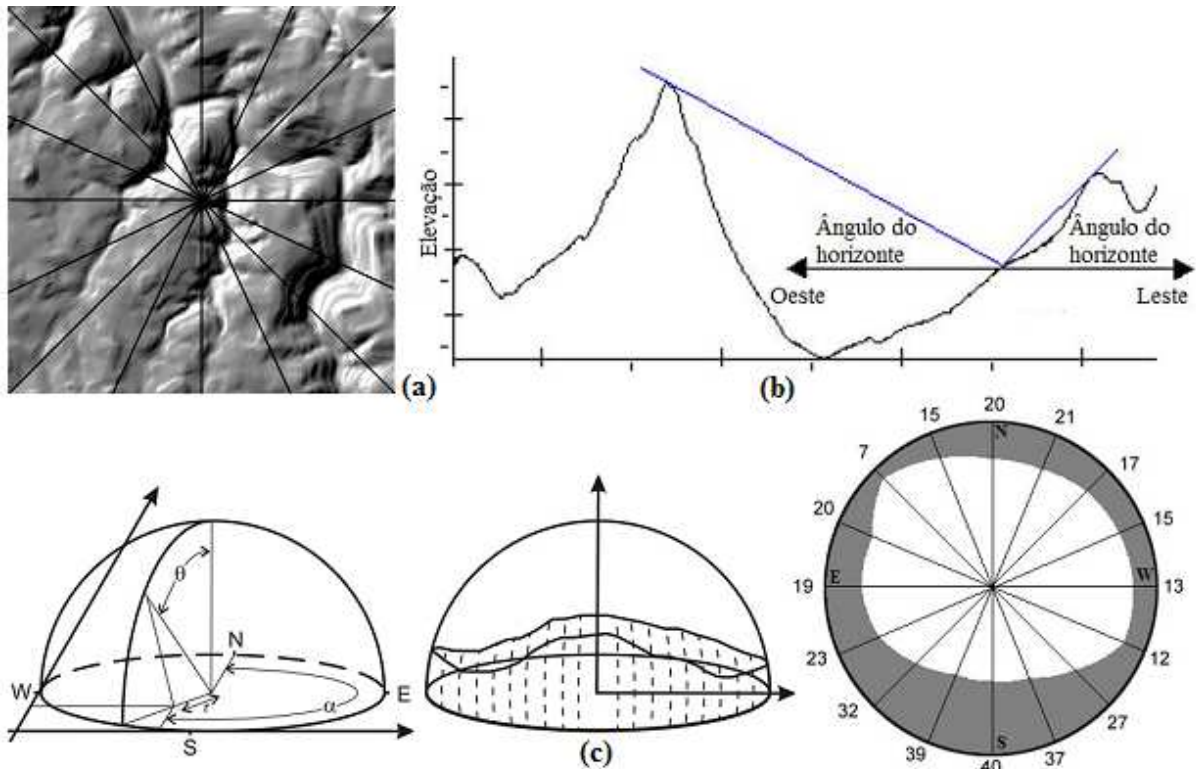 (a)
Elevação
Ângulo do
horizonte
Ângulo do
horizonte
Oeste
Leste
(b)
θ
N
W
E
r
α
S
(c)
20
15
21
7
N
17
20
15
19
E
W
13
23
12
32
27
39
S
37
40